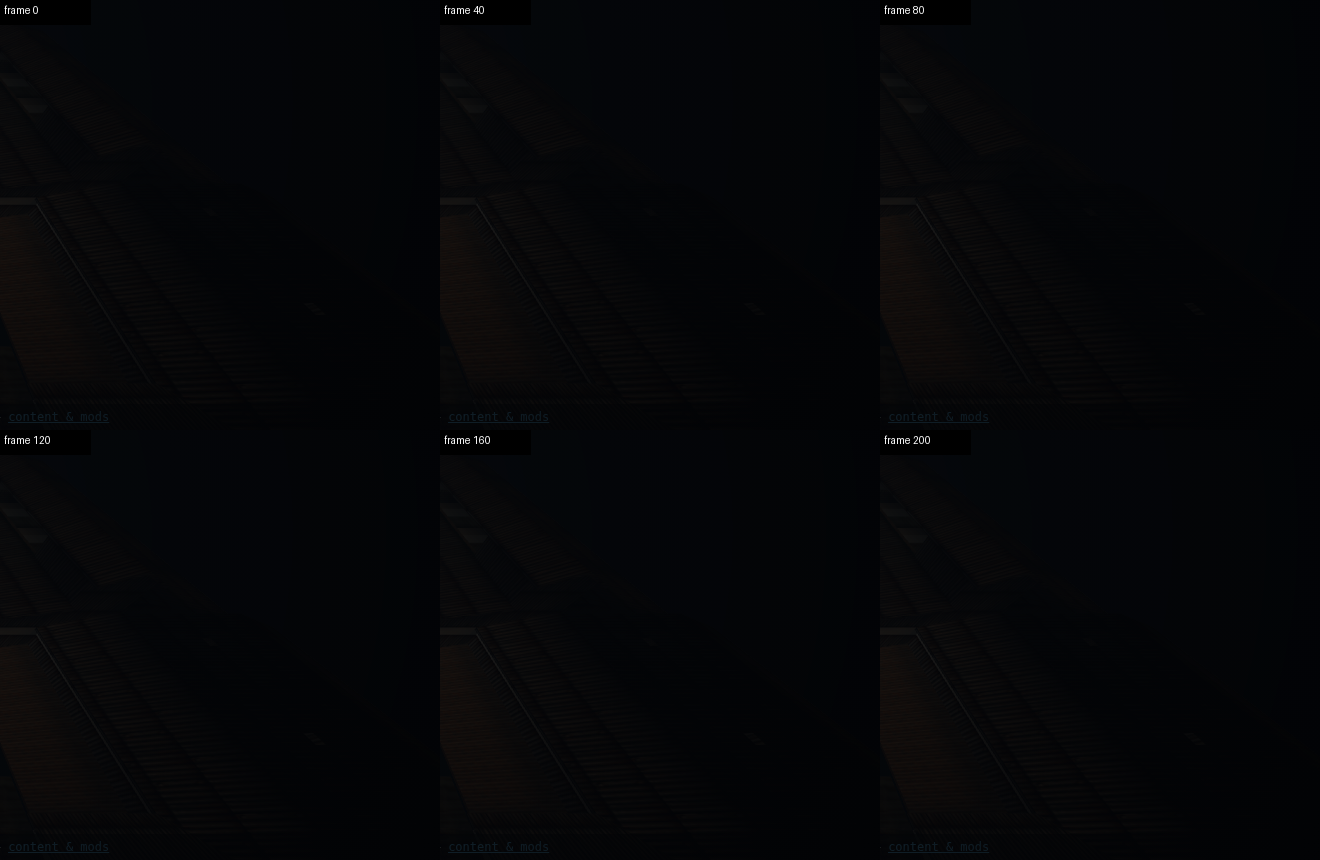 frame 0
frame 40
frame 80
content & mods
content & mods
content & mods
frame 120
frame 160
frame 200
content & mods
content & mods
content & mods